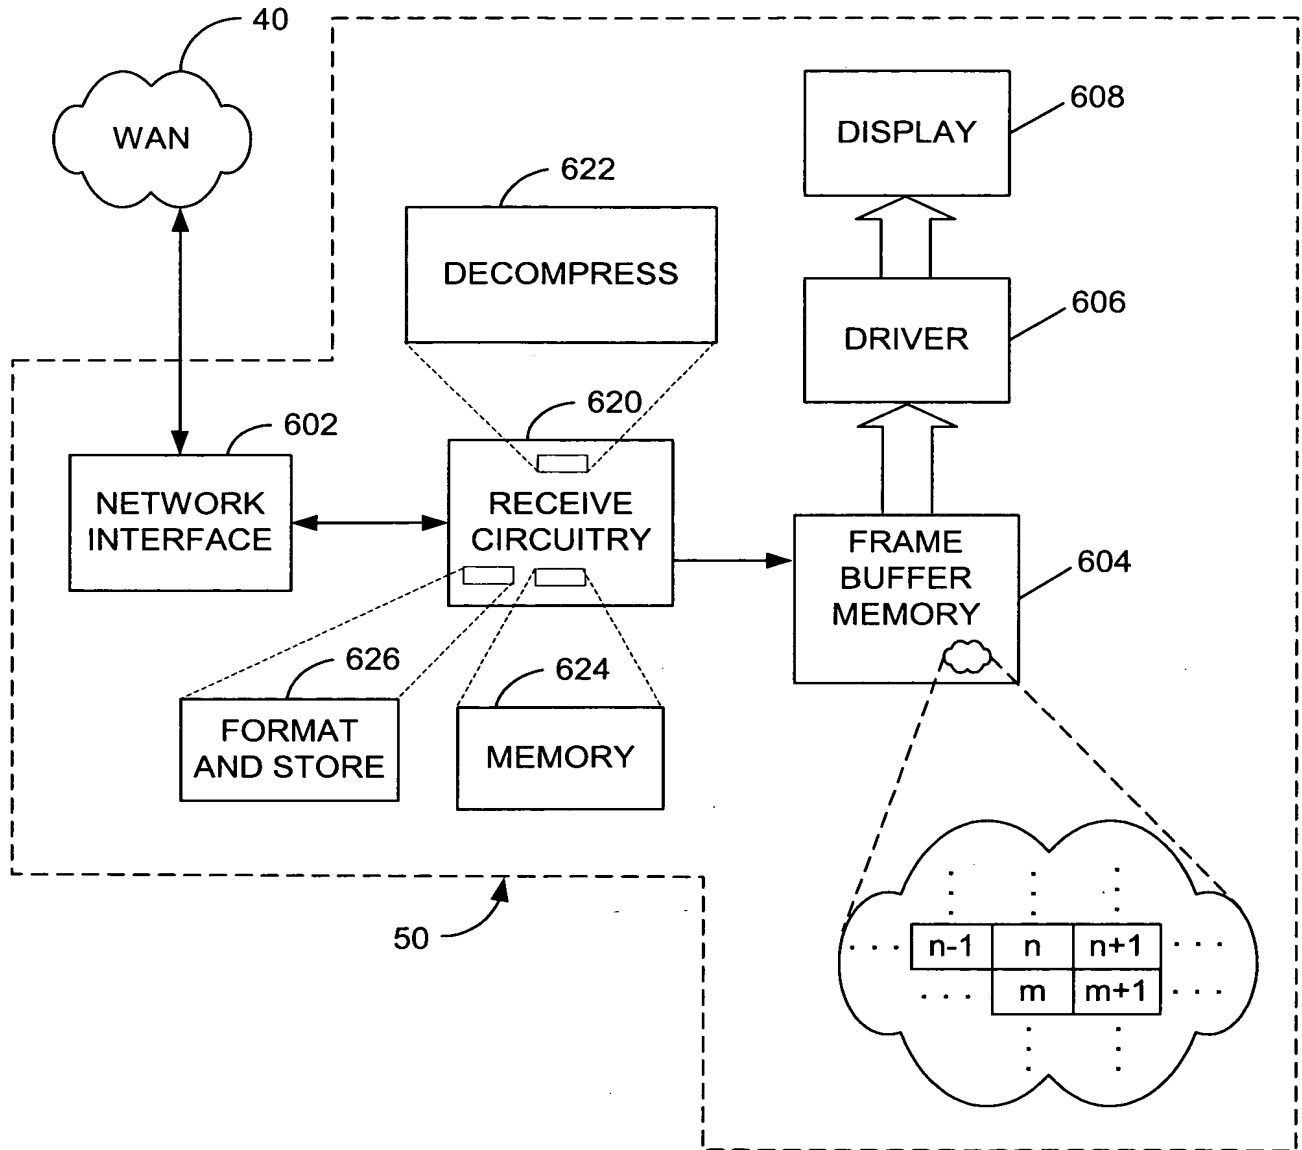 40
WAN
608
DISPLAY
622
DECOMPRESS
606
DRIVER
620
602
NETWORK
INTERFACE
RECEIVE
CIRCUITRY
FRAME
BUFFER
MEMORY
604
626
FORMAT
AND STORE
624
MEMORY
50
. . . n-1 n n+1 . . .
. . . m m+1 . . .